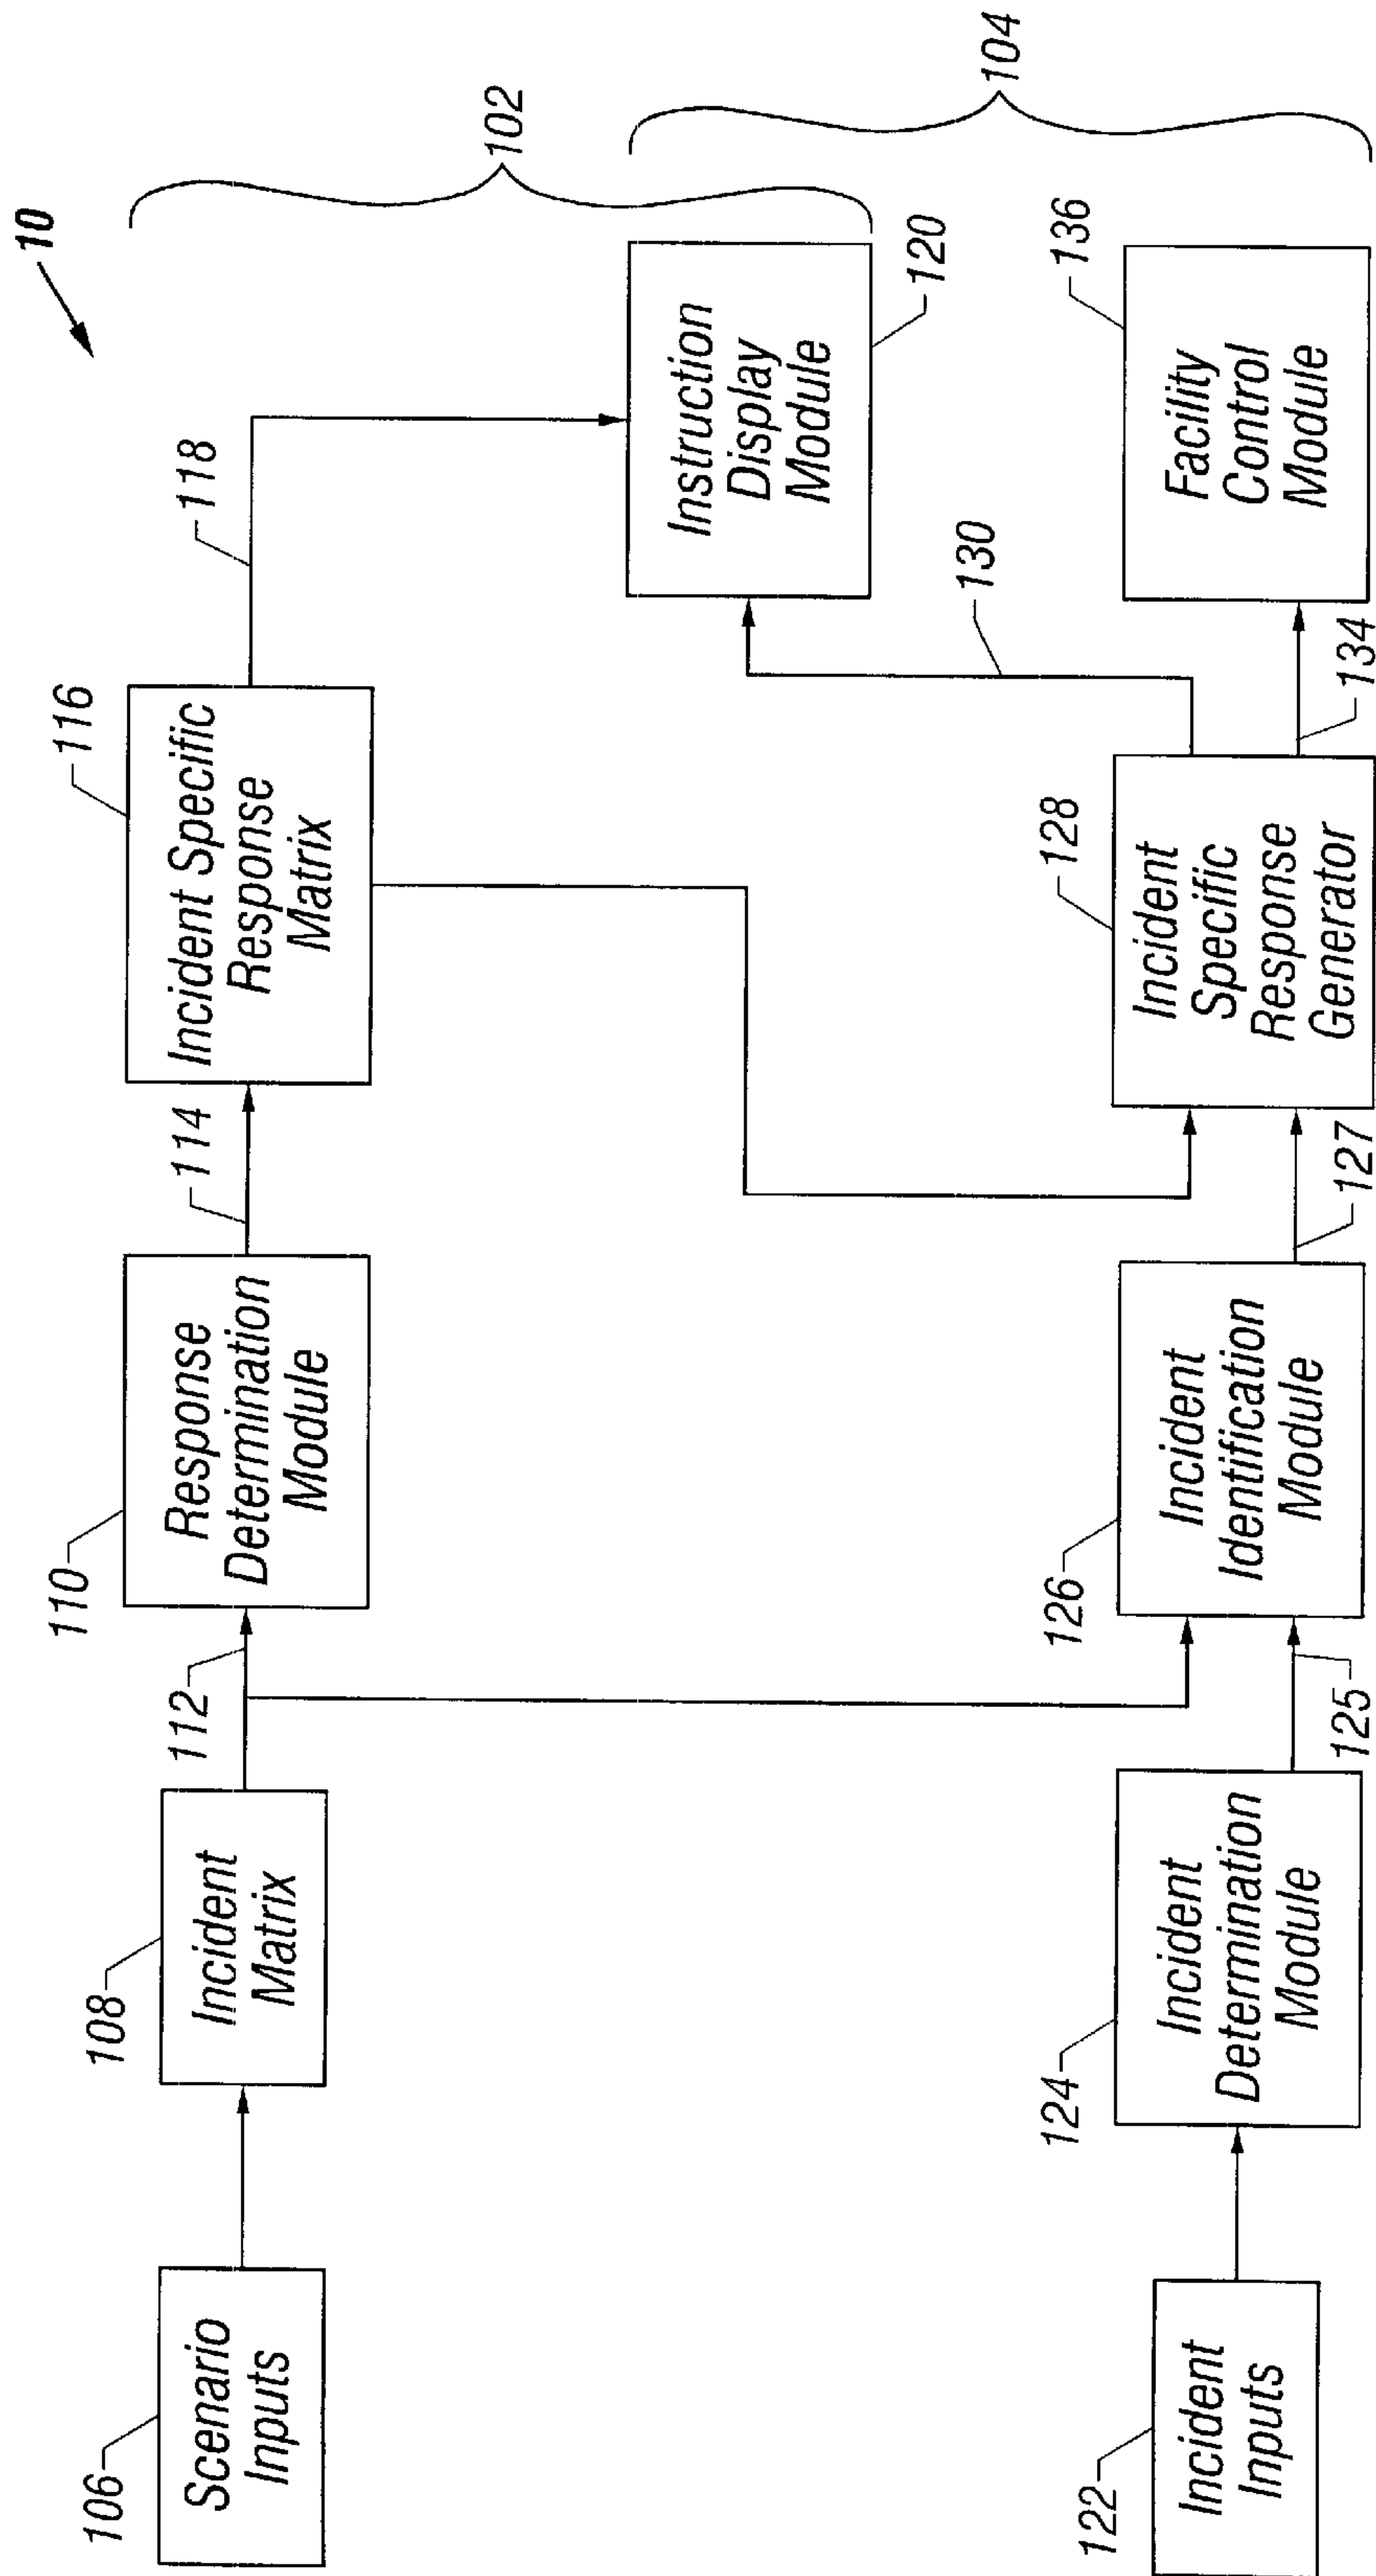 10
102
104
106
Scenario
Inputs
108
Incident
Matrix
112
110
Response
Determination
Module
114
116
Incident Specific
Response
Matrix
118
Instruction
Display
Module
120
122
Incident
Inputs
124
Incident
Determination
Module
125
126
Incident
Identification
Module
127
128
Incident
Specific
Response
Generator
130
134
136
Facility
Control
Module